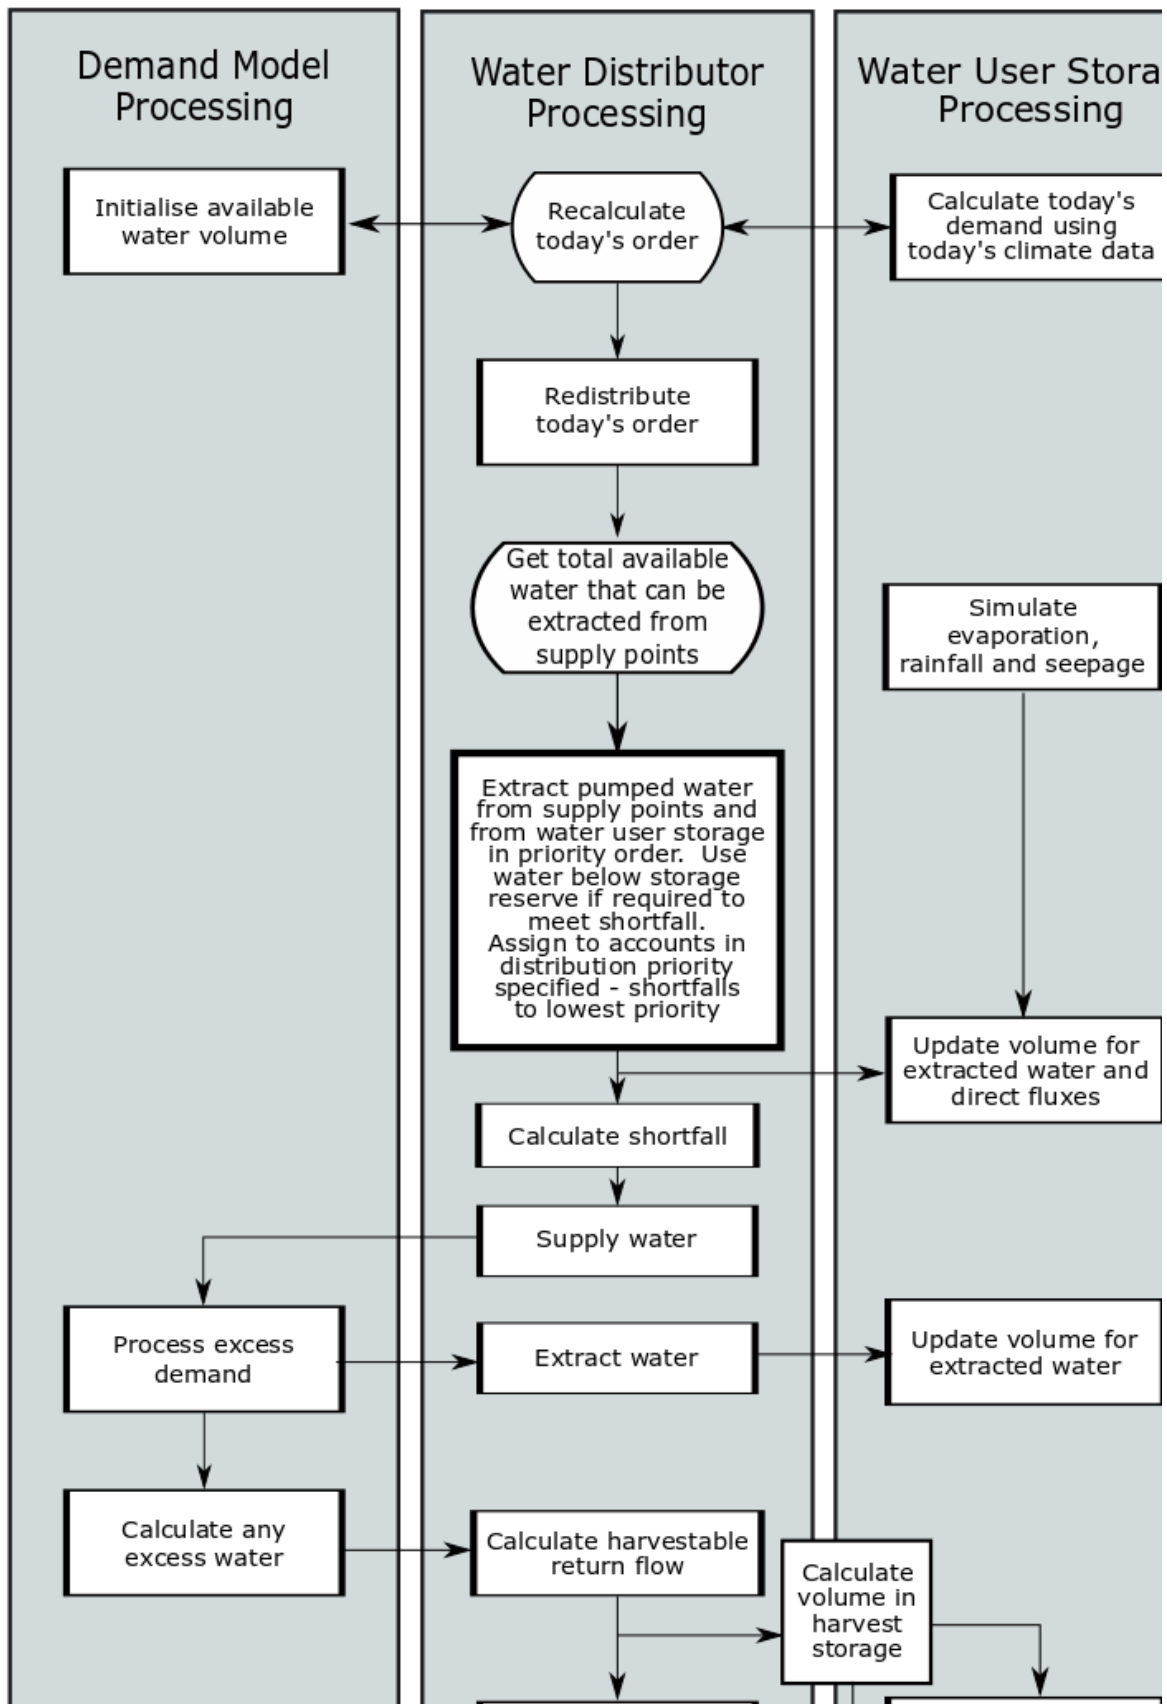 Demand Model
Processing
Initialise available
water volume
Process excess
demand
Calculate any
excess water
Water Distributor
Processing
Recalculate
today's order
Redistribute
today's order
Get total available
water that can be
extracted from
supply points
Extract pumped water
from supply points and
from water user storage
in priority order.  Use
water below storage
reserve if required to
meet shortfall.
Assign to accounts in
distribution priority
specified - shortfalls
to lowest priority
Calculate shortfall
Supply water
Extract water
Calculate harvestable
return flow
Water User Stora
Processing
Calculate today's
demand using
today's climate data
Simulate
evaporation,
rainfall and seepage
Update volume for
extracted water and
direct fluxes
Update volume for
extracted water
Calculate
volume in
harvest
storage